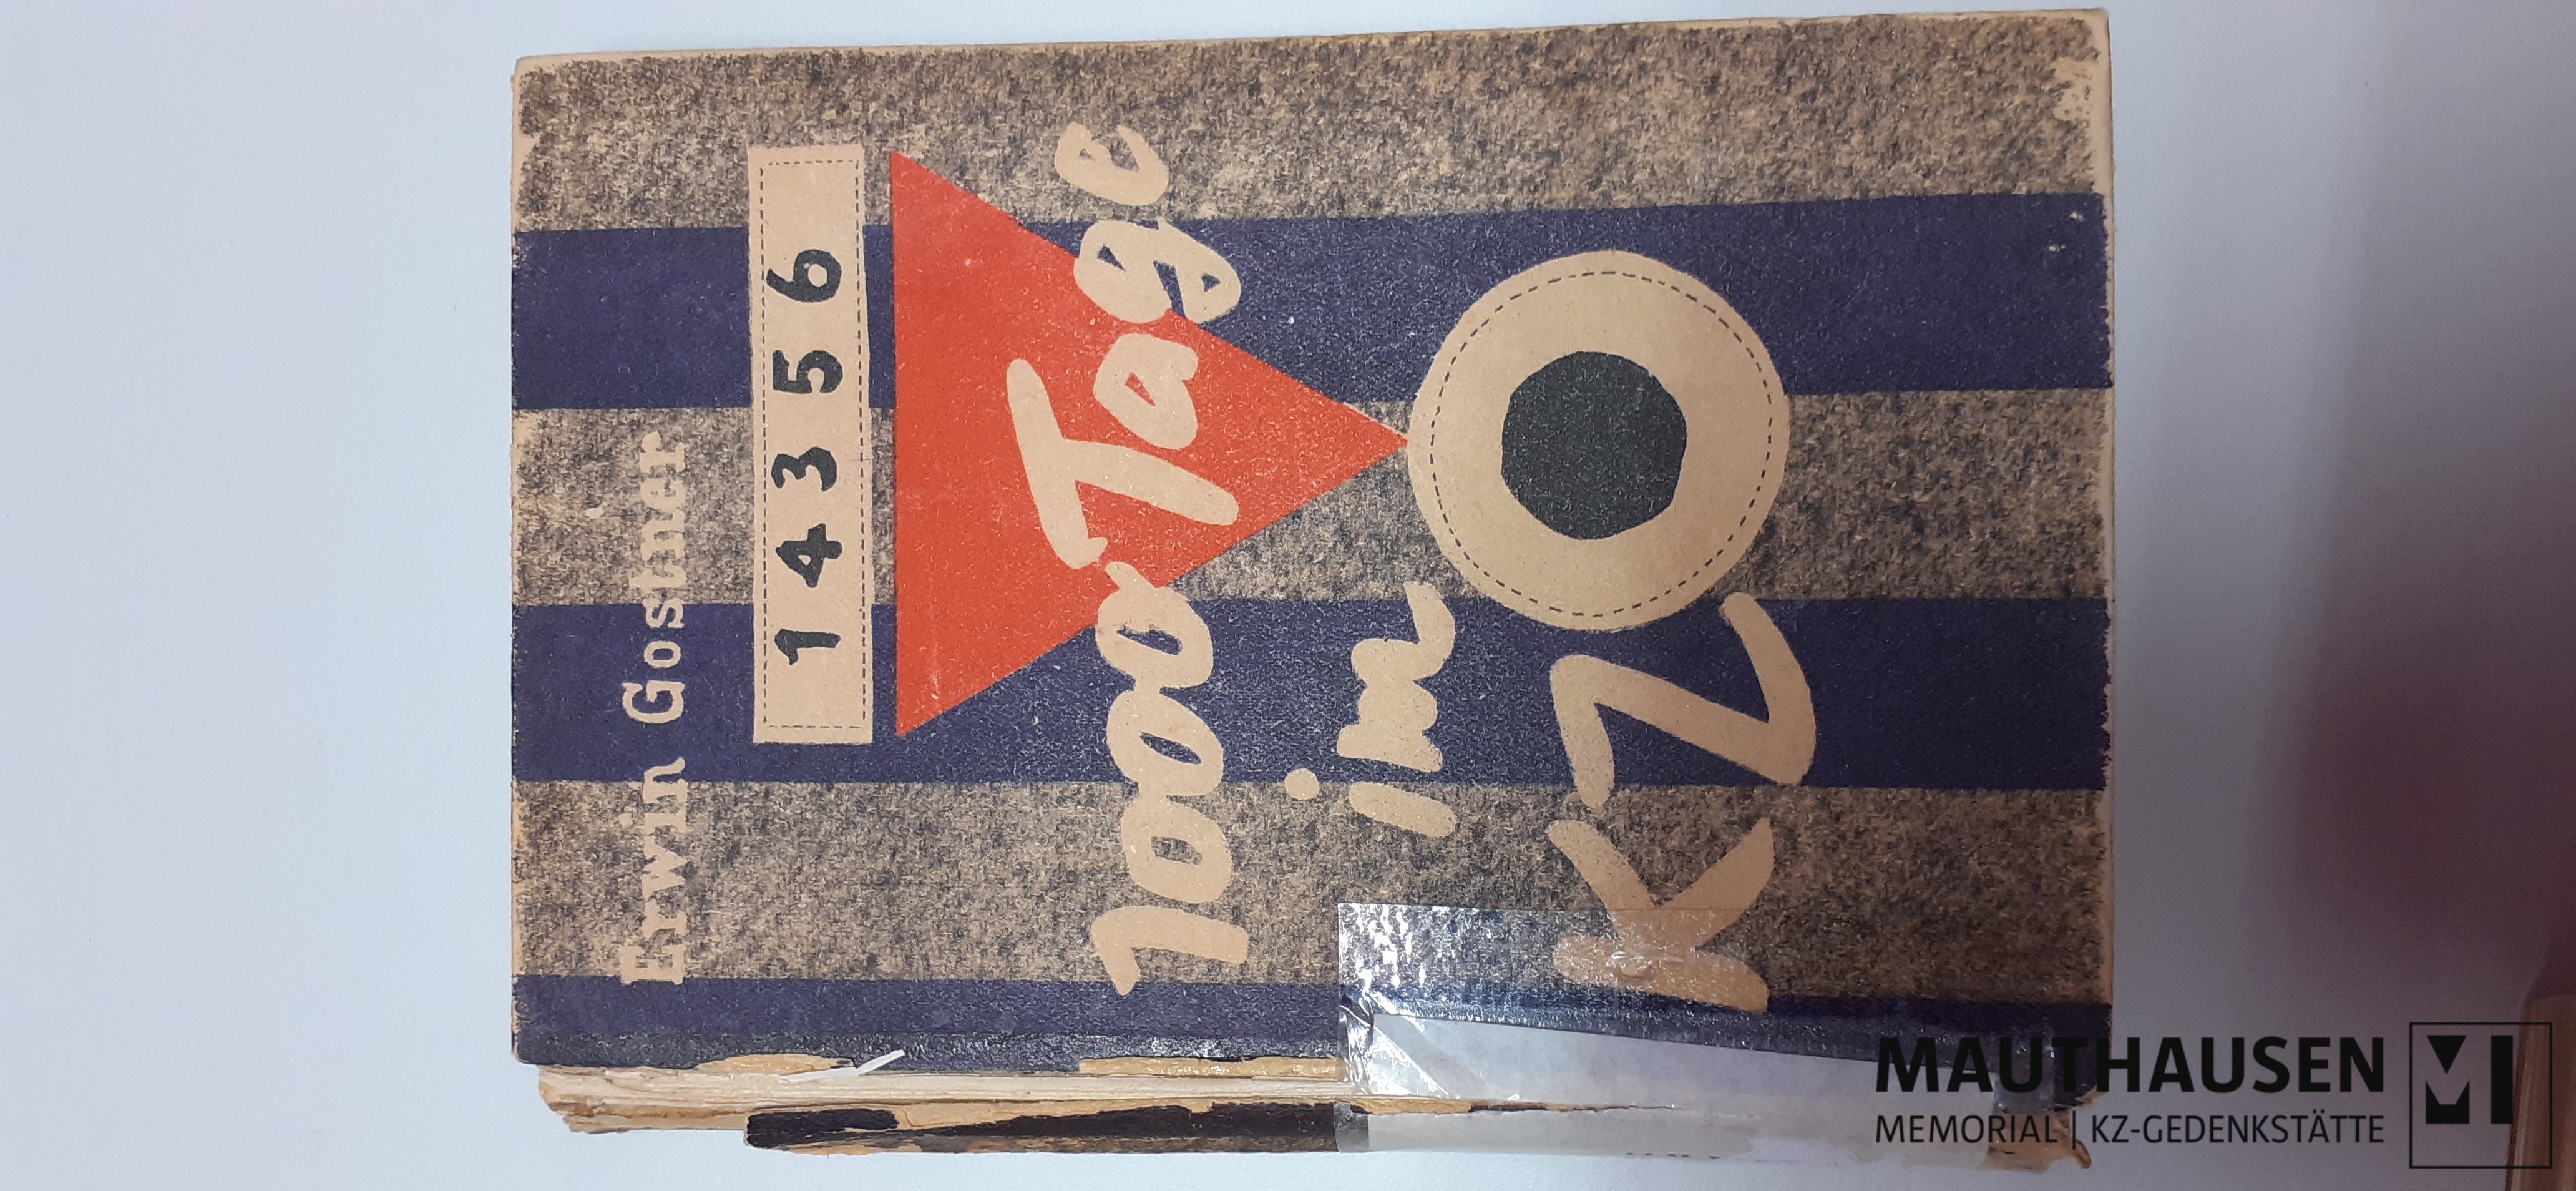 Erwin Gostner
14356
1000 Tage
im
KZ
MAUTHAUSEN
MEMORIAL | KZ-GEDENKSTÄTTE